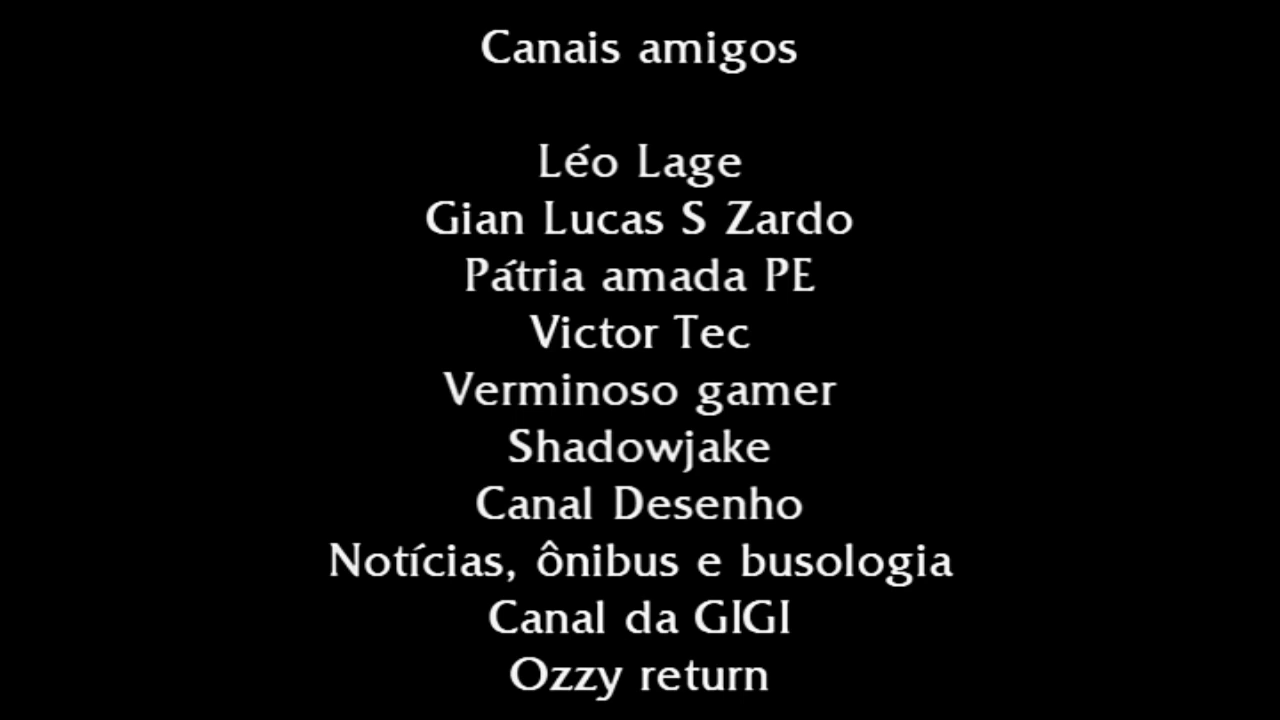 Canais amigos
Léo Lage
Gian Lucas S Zardo
Pátria amada PE
Victor Tec
Verminoso gamer
Shadowjake
Canal Desenho
Notícias, ônibus e busologia
Canal da GIGI
Ozzy return